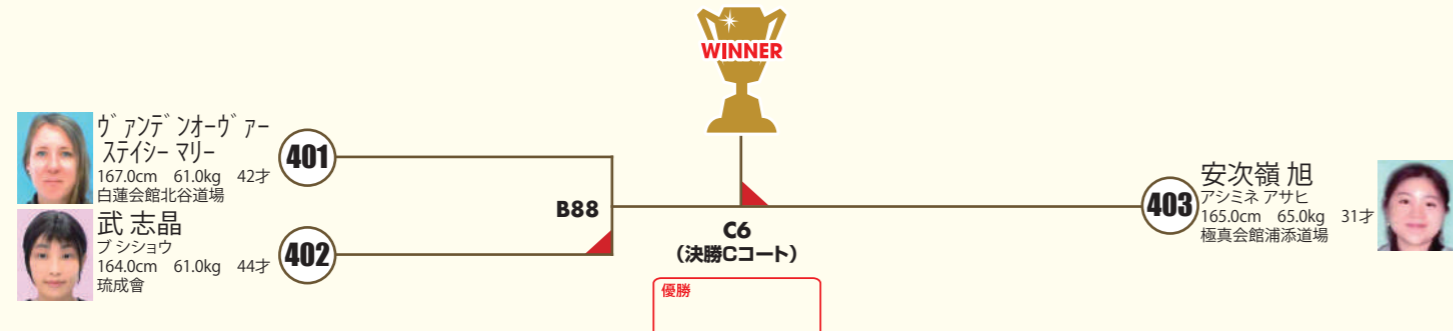 WINNER
ヴァンデンオーヴァー
ステイシー マリー
167.0cm 61.0kg 42才
白蓮会館北谷道場
401
武 志晶
ブ シショウ
164.0cm 61.0kg 44才
琉成會
402
B88
C6
（決勝Cコート）
優勝
403
安次嶺 旭
アシミネ アサヒ
165.0cm 65.0kg 31才
極真会館浦添道場